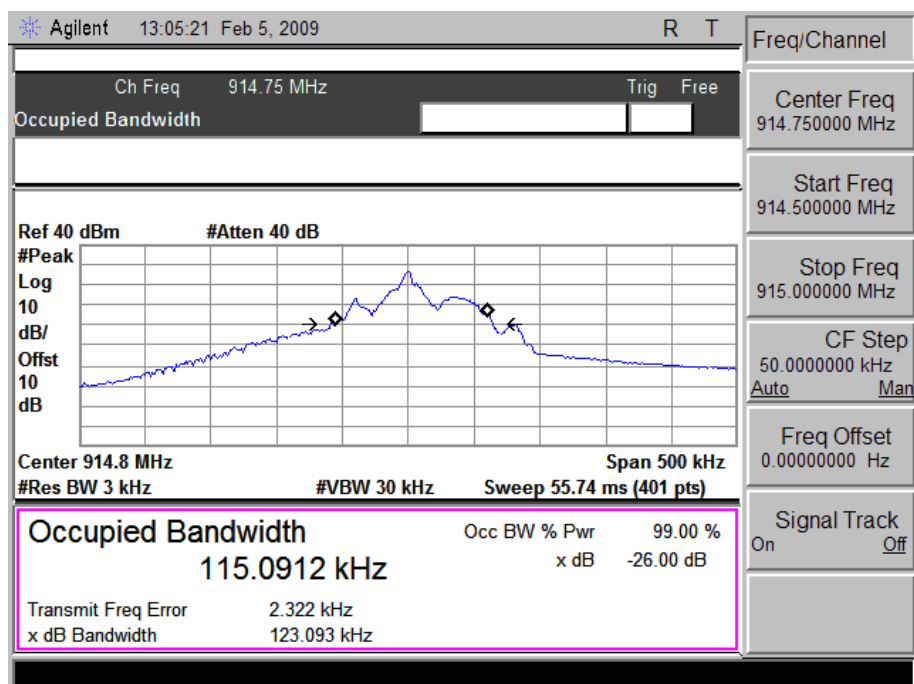 Agilent 13:05:21 Feb 5, 2009 R T
Freq/Channel
Ch Freq 914.75 MHz Trig Free
Occupied Bandwidth
Center Freq
914.750000 MHz
Start Freq
914.500000 MHz
Stop Freq
915.000000 MHz
CF Step
50.0000000 kHz
Auto Man
Freq Offset
0.00000000 Hz
Signal Track
On Off
Ref 40 dBm #Atten 40 dB
#Peak
Log
10
dB/
Offst
10
dB
Center 914.8 MHz Span 500 kHz
#Res BW 3 kHz #VBW 30 kHz Sweep 55.74 ms (401 pts)
Occupied Bandwidth Occ BW % Pwr 99.00 %
115.0912 kHz x dB -26.00 dB
Transmit Freq Error 2.322 kHz
x dB Bandwidth 123.093 kHz